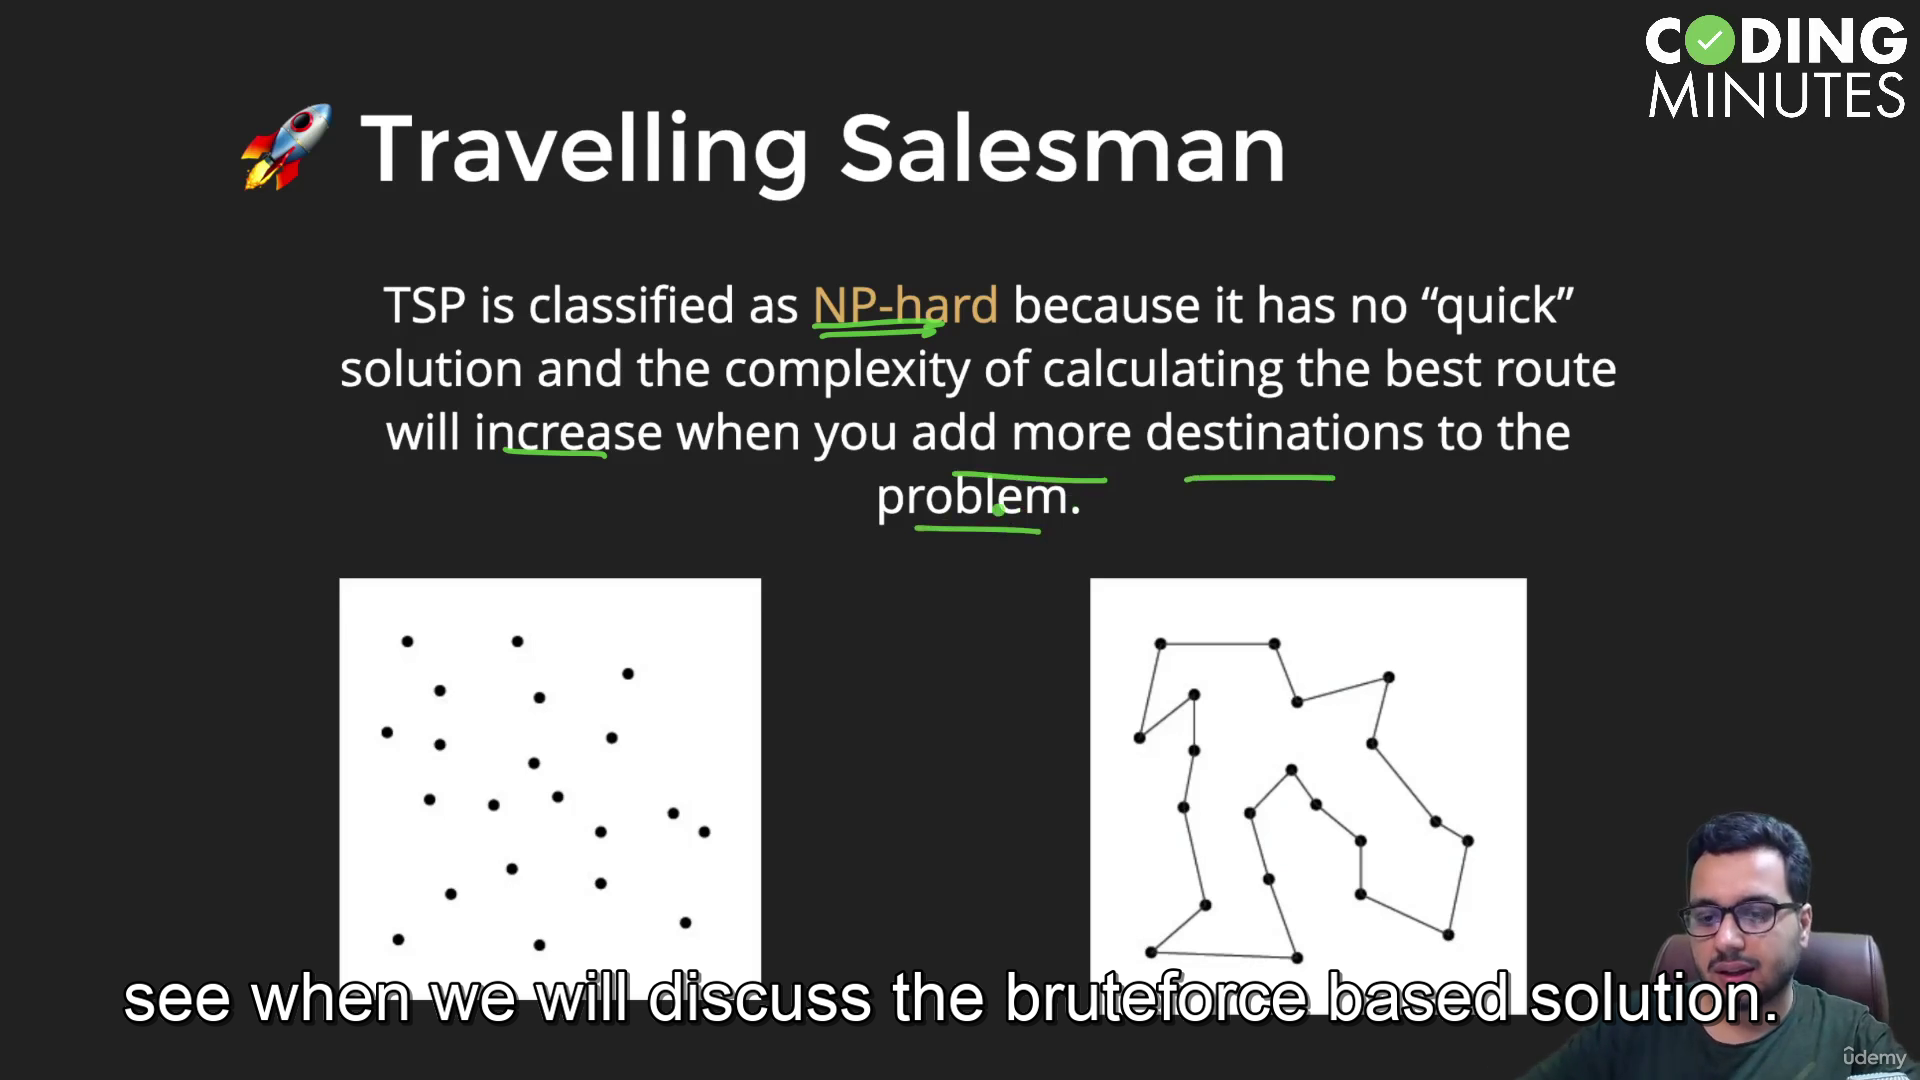 CODING
MINUTES
Travelling Salesman
TSP is classified as NP-hard because it has no “quick”
solution and the complexity of calculating the best route
will increase when you add more destinations to the
problem.
see when we will discuss the bruteforce based solution.
ûdemy